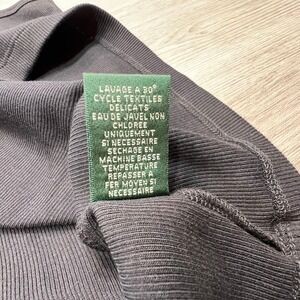 LAVAGE A 30°
CYCLE TEXTILES
DELICATS
EAU DE JAVEL NON
CHLOREE
UNIQUEMENT
SI NECESSAIRE
SECHAGE EN
MACHINE BASSE
TEMPERATURE
REPASSER A
FER MOYEN SI
NECESSAIRE